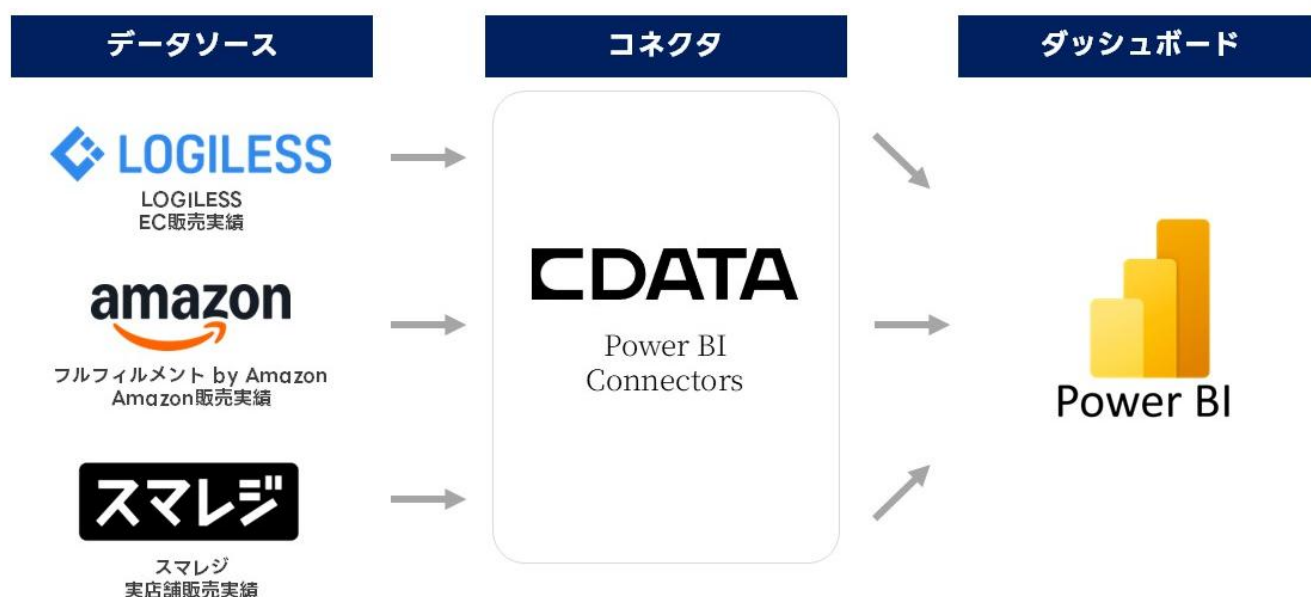 データソース
コネクタ
ダッシュボード
LOGILESS
LOGILESS
EC販売実績
amazon
フルフィルメント by Amazon
Amazon販売実績
スマレジ
スマレジ
実店舗販売実績
CDATA
Power BI
Connectors
Power BI